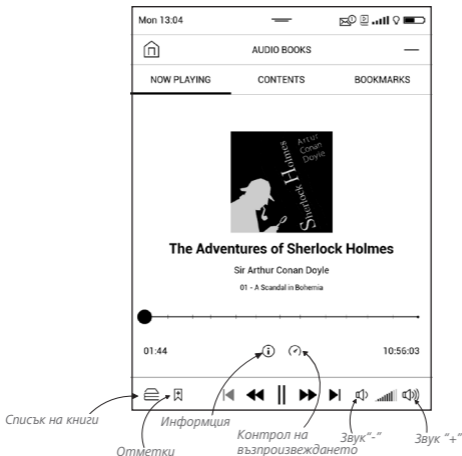 Mon 13:04
AUDIO BOOKS
NOW PLAYING CONTENTS BOOKMARKS
Sherlock Holmes
Artur
Conan
Doyle
The Adventures of Sherlock Holmes
Sir Arthur Conan Doyle
01 - A Scandal in Bohemia
01:44 10:56:03
Списък на книги
Отметки
Информция
Контрол на
възпроизвеждането
Звук"-"
Звук "+"